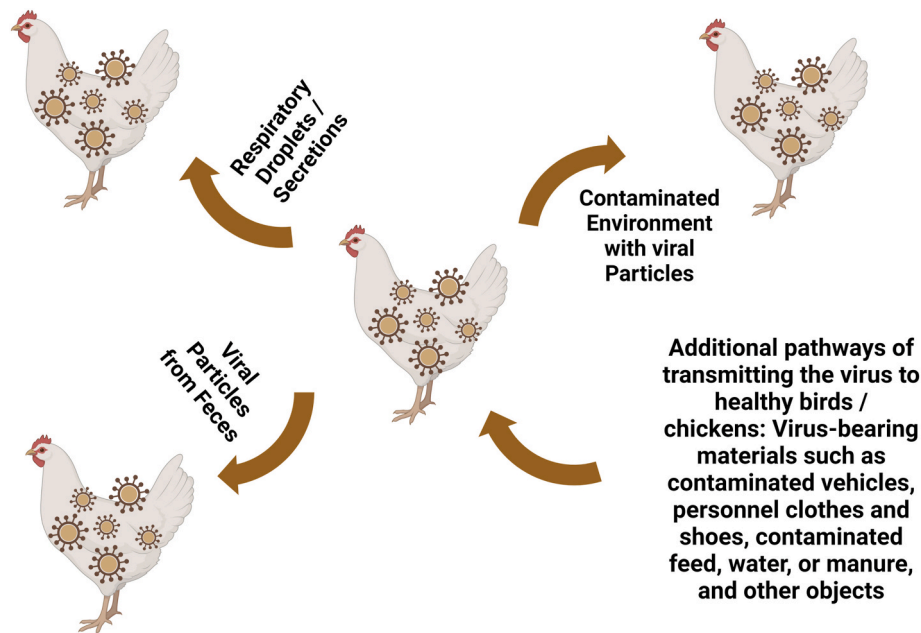 Respiratory
Droplets /
Secretions
Contaminated
Environment
with viral
Particles
Viral
Particles
from Feces
Additional pathways of
transmitting the virus to
healthy birds /
chickens: Virus-bearing
materials such as
contaminated vehicles,
personnel clothes and
shoes, contaminated
feed, water, or manure,
and other objects